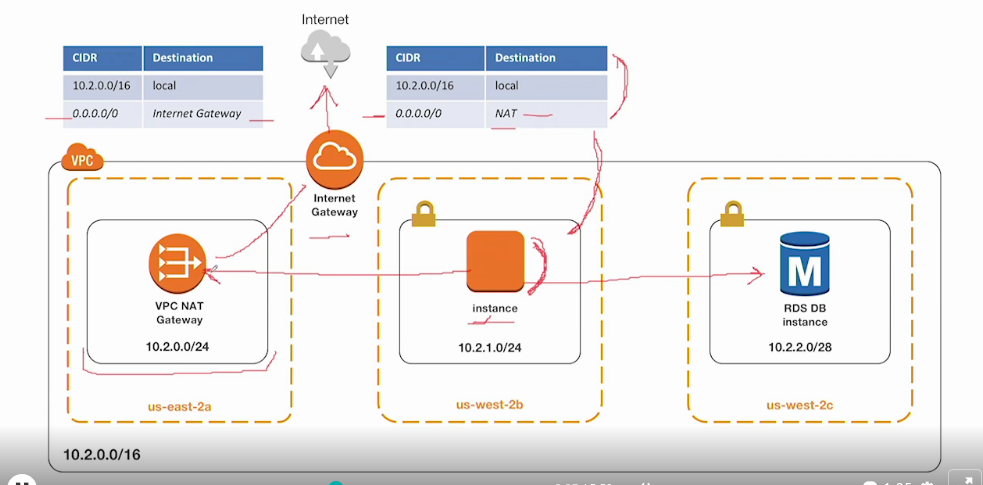 Internet
CIDR Destination
10.2.0.0/16 local
0.0.0.0/0 Internet Gateway
CIDR Destination
10.2.0.0/16 local
0.0.0.0/0 NAT
VPC
Internet
Gateway
VPC NAT
Gateway
10.2.0.0/24
us-east-2a
instance
10.2.1.0/24
us-west-2b
M
RDS DB
instance
10.2.2.0/28
us-west-2c
10.2.0.0/16